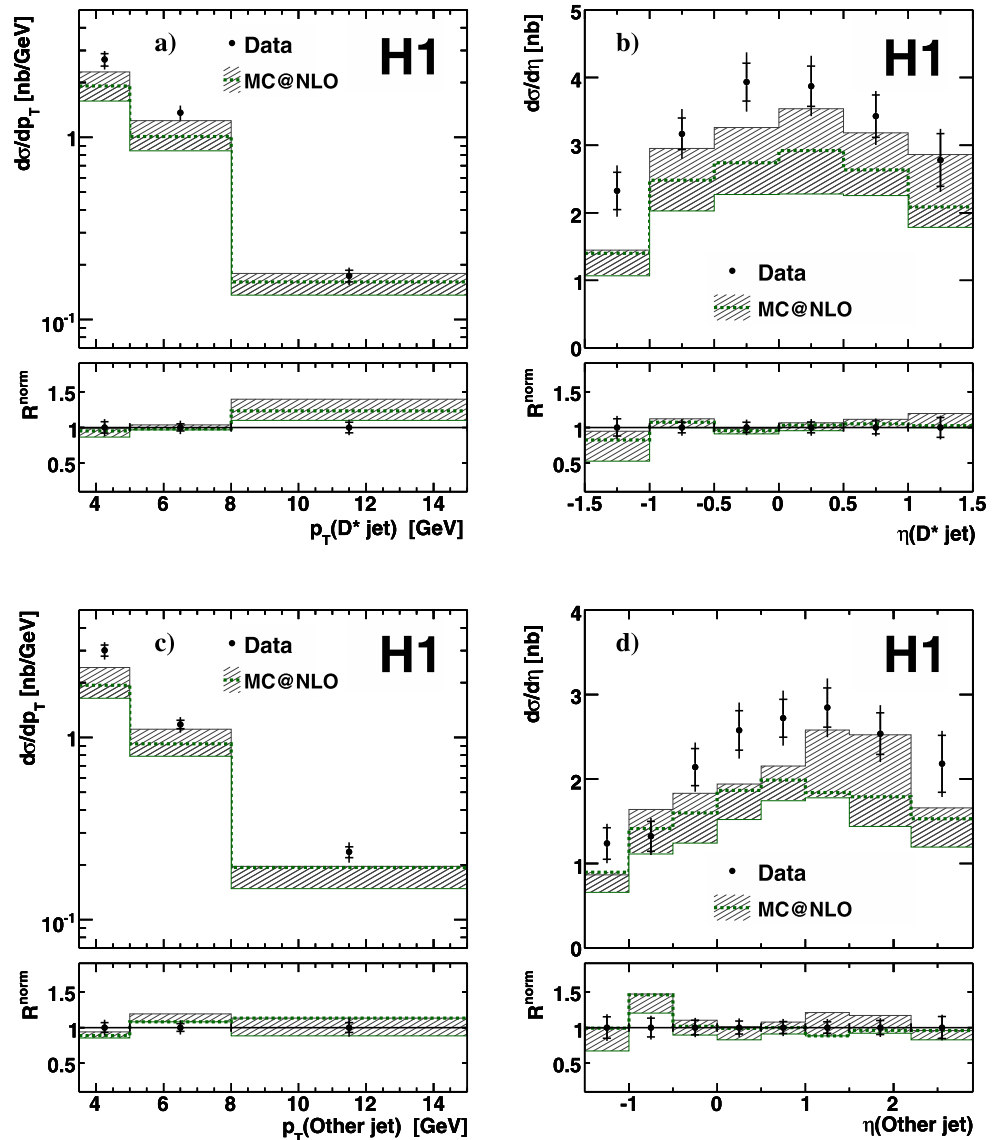 a)
Data
MC@NLO
H1
dσ/dp_T [nb/GeV]
1
10^-1
R^norm
1.5
1
0.5
4 6 8 10 12 14
p_T(D* jet) [GeV]
b)
H1
dσ/dη [nb]
5
4
3
2
1
0
Data
MC@NLO
R^norm
1.5
1
0.5
-1.5 -1 -0.5 0 0.5 1 1.5
η(D* jet)
c)
Data
MC@NLO
H1
dσ/dp_T [nb/GeV]
1
10^-1
R^norm
1.5
1
0.5
4 6 8 10 12 14
p_T(Other jet) [GeV]
d)
H1
dσ/dη [nb]
4
3
2
1
0
Data
MC@NLO
R^norm
1.5
1
0.5
-1 0 1 2
η(Other jet)